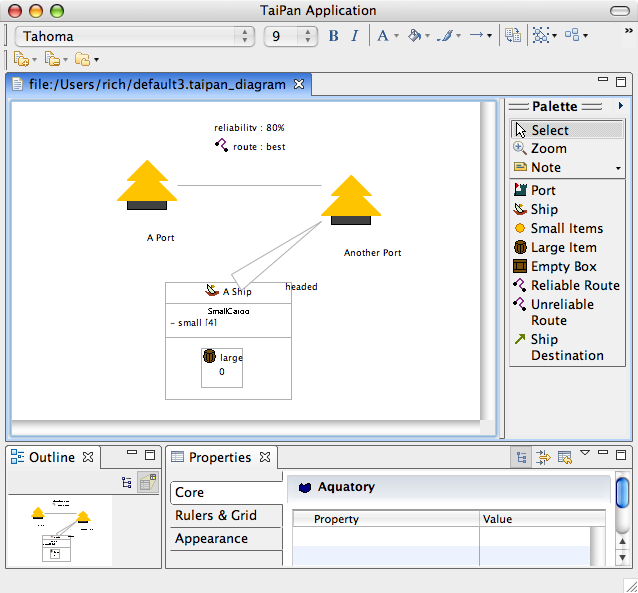 TaiPan Application
Tahoma
9
B I A
»
file:/Users/rich/default3.taipan_diagram
reliability : 80%
route : best
A Port
Another Port
headed
A Ship
SmallCargo
- small [4]
large
0
Palette
Select
Zoom
Note
Port
Ship
Small Items
Large Item
Empty Box
Reliable Route
Unreliable
Route
Ship
Destination
Outline
Properties
Core
Rulers & Grid
Appearance
Aquatory
Property Value